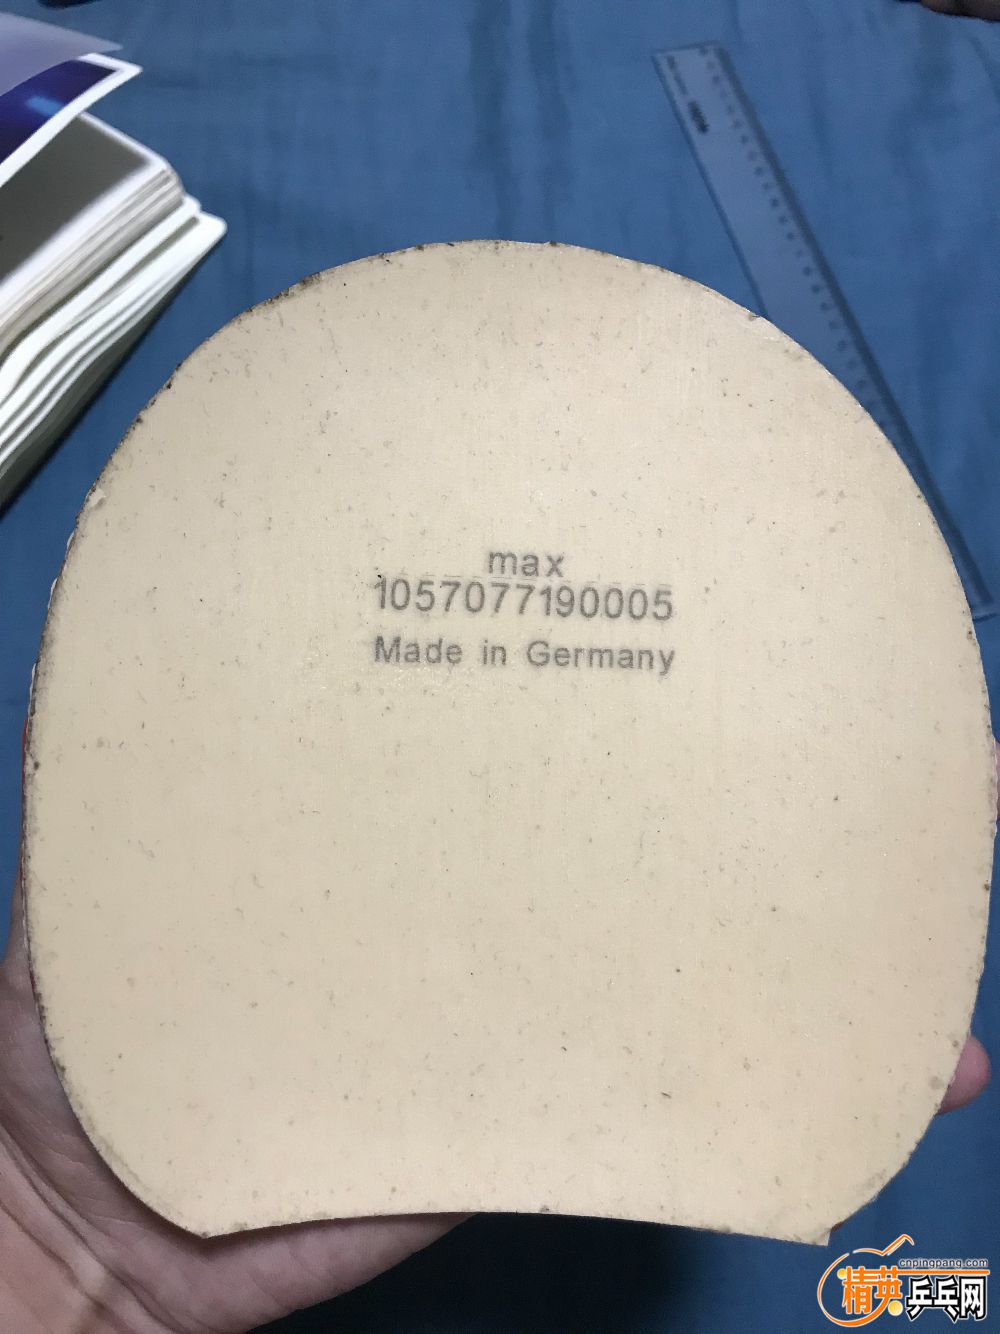 max
1057077190005
Made in Germany
cnpingpang.com
精英乒乓网